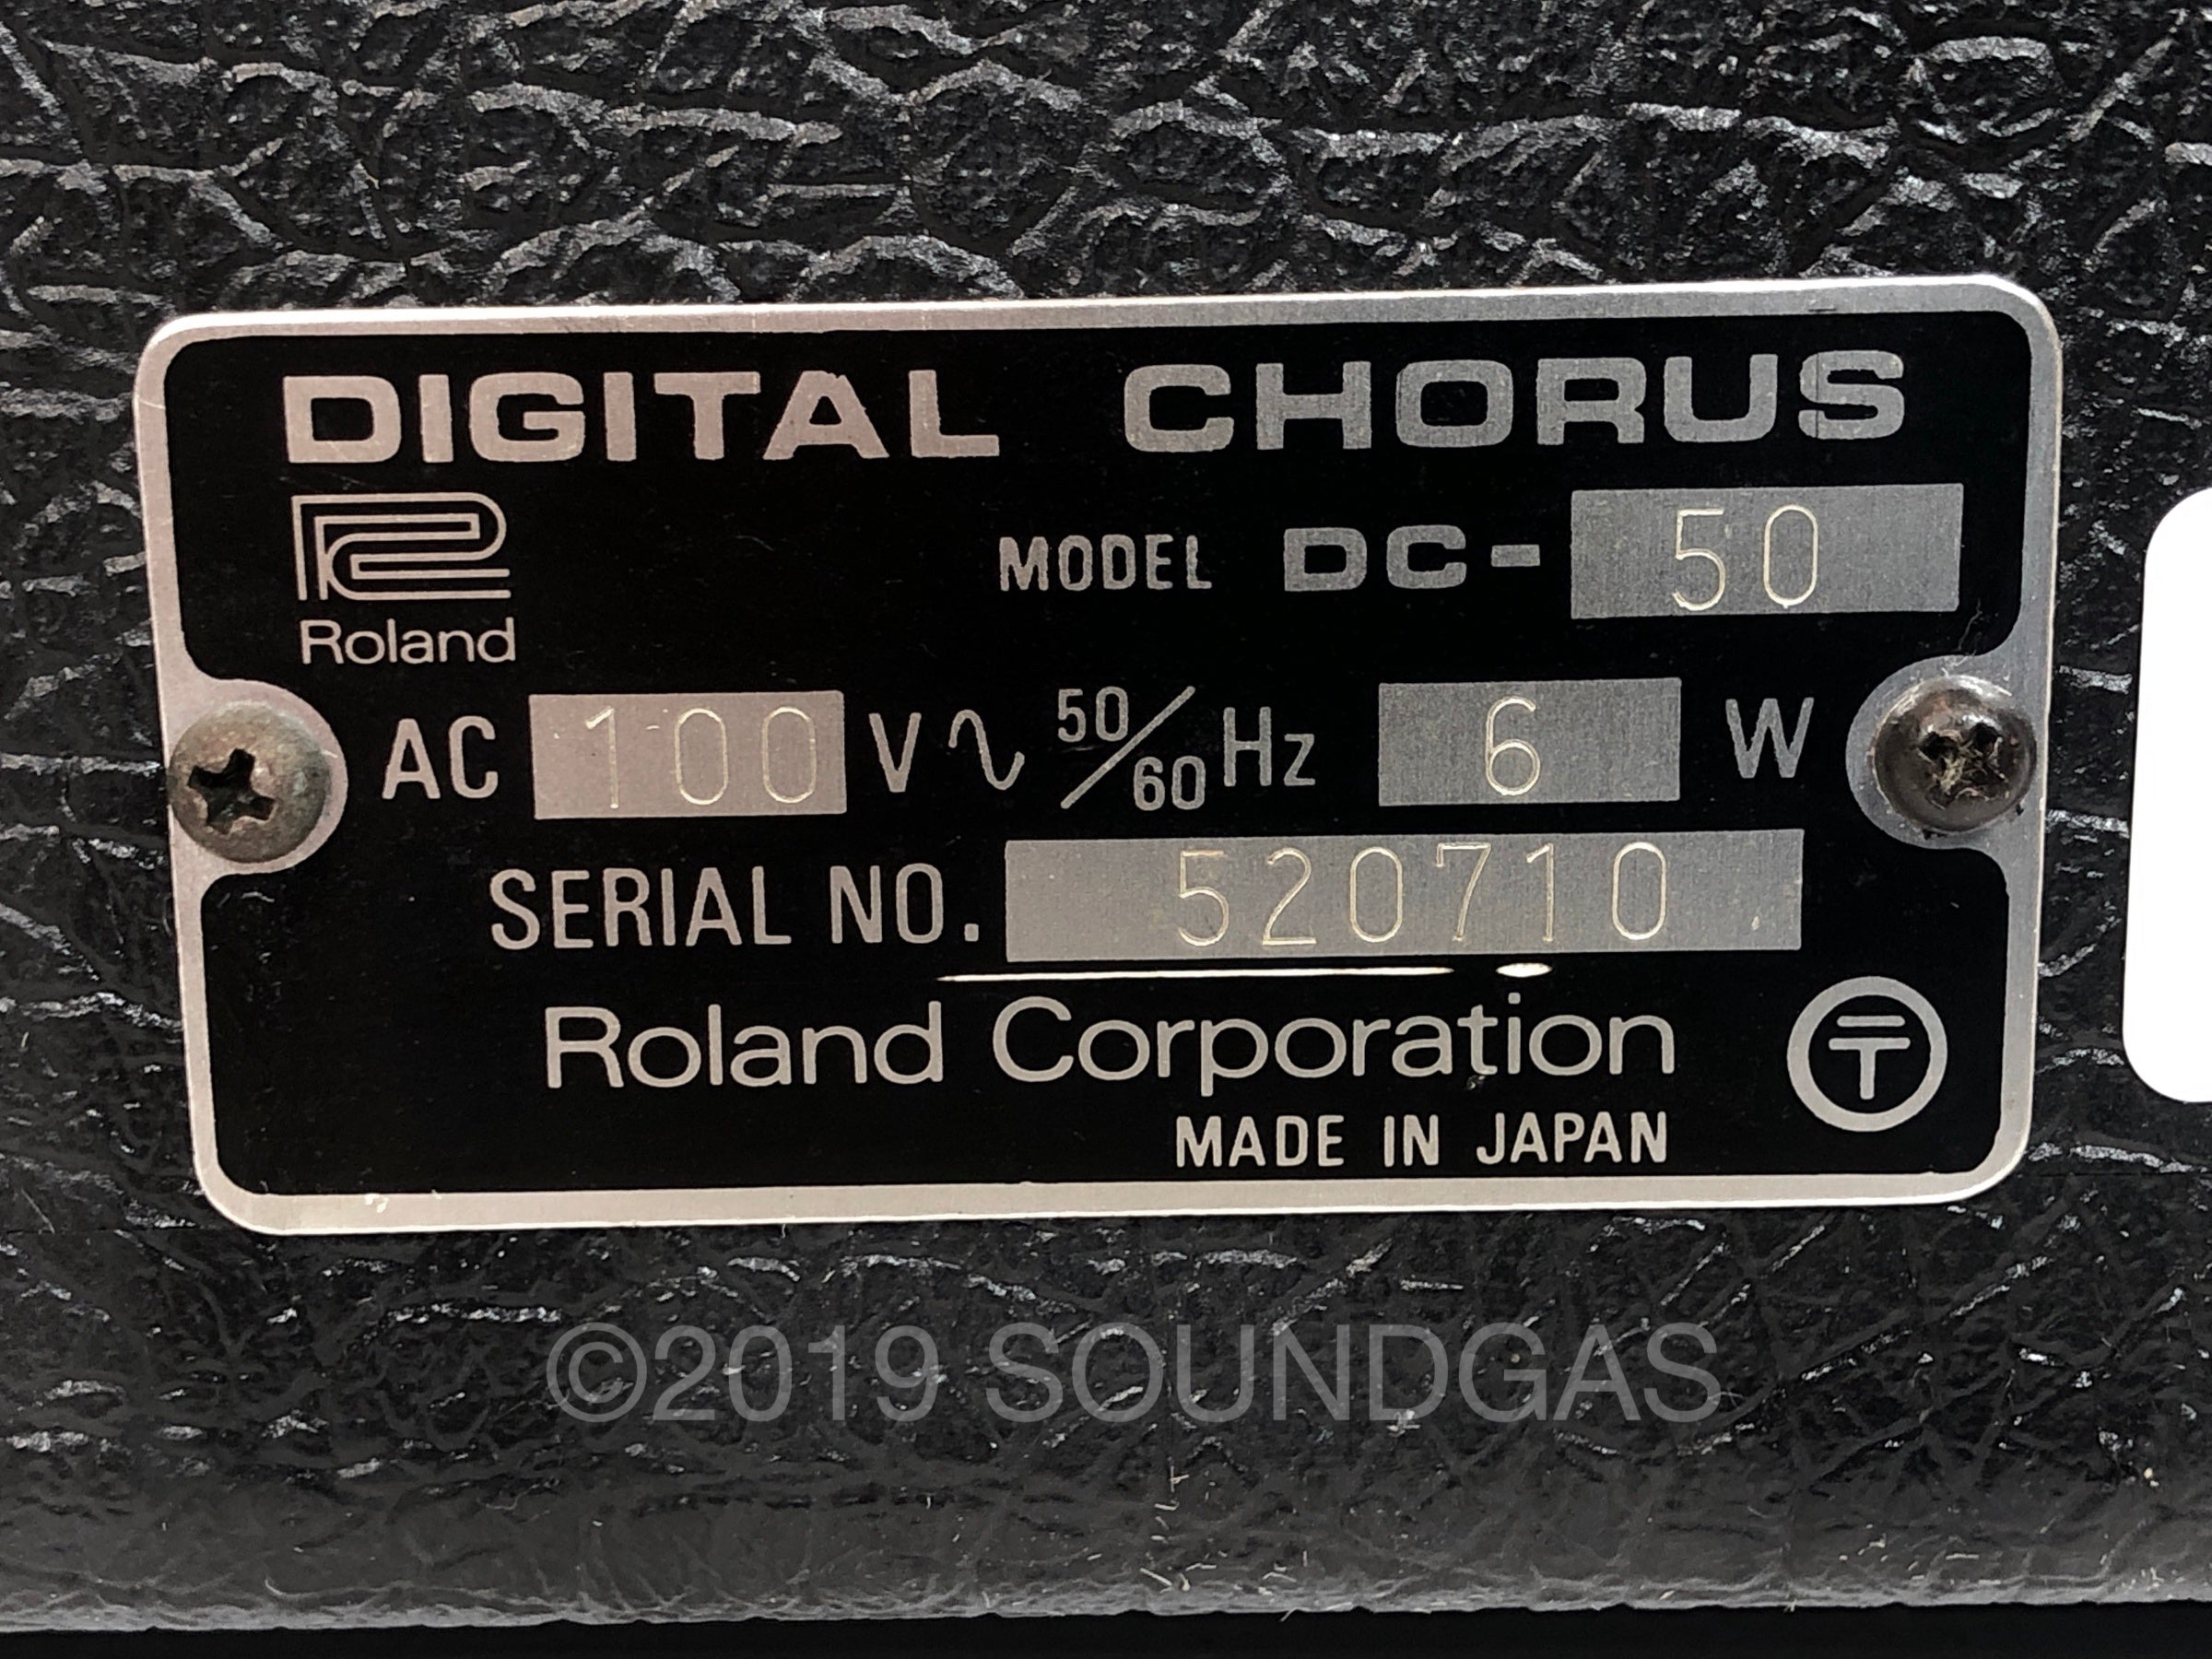 DIGITAL CHORUS
Roland
MODEL DC-50
AC 100 V∿ 50/60 Hz 6 W
SERIAL NO. 520710
Roland Corporation
MADE IN JAPAN
©2019 SOUNDGAS